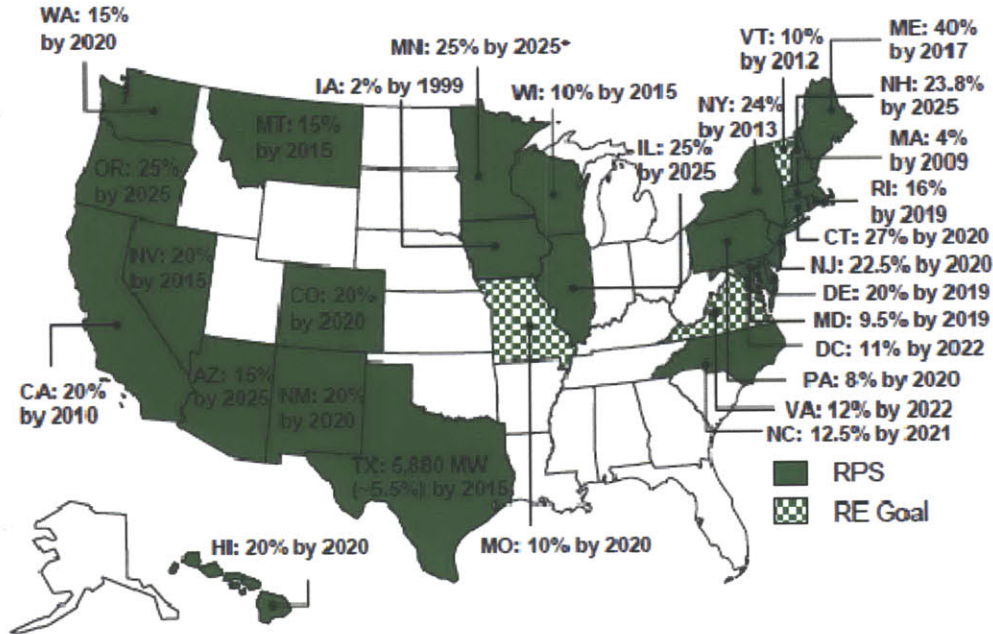 WA: 15%
by 2020
MNI: 25% by 2025*
IA: 2% by 1999
WI: 10% by 2015
VT: 10%
by 2012
ME: 40%
by 2017
NH: 23.8%
by 2025
NY: 24%
by 2013
MA: 4%
by 2009
IL: 25%
by 2025
RI: 16%
by 2019
MT: 15%
by 2015
OR: 25%
by 2025
CT: 27% by 2020
NJ: 22.5% by 2020
NV: 20%
by 2015
DE: 20% by 2019
CO: 20%
by 2020
MD: 9.5% by 2019
DC: 11% by 2022
PA: 8% by 2020
CA: 20%
by 2010
AZ: 15%
by 2025
NM: 20%
by 2020
VA: 12% by 2022
NC: 12.5% by 2021
TX: 5,880 MW
(~5.5%) by 2015
RPS
RE Goal
HI: 20% by 2020
MO: 10% by 2020